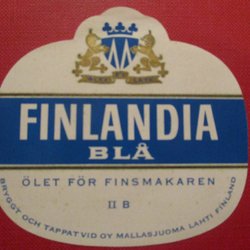 FINLANDIA
BLÅ
ÖLET FÖR FINSMAKAREN
II B
BRYGGT OCH TAPPAT VID OY MALLASJUOMA LAHTI FINLAND